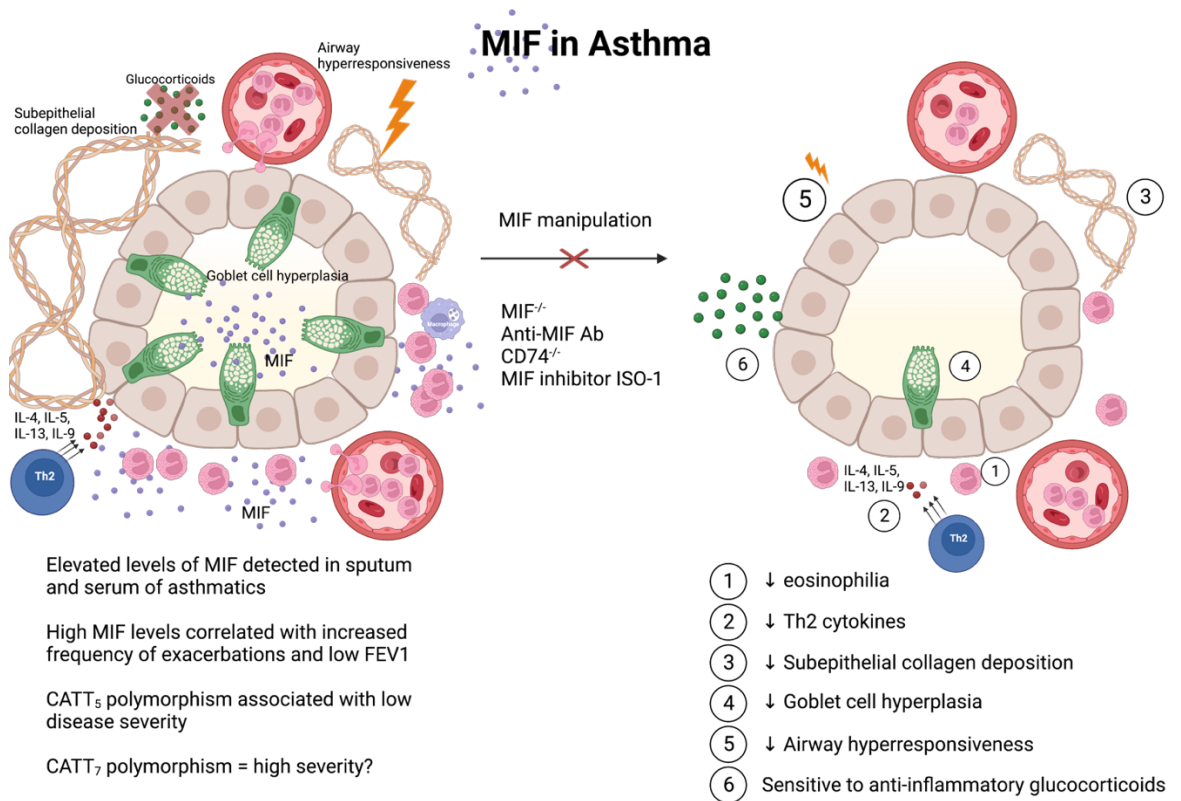 MIF in Asthma
Airway
hyperresponsiveness
Glucocorticoids
Subepithelial
collagen deposition
Goblet cell hyperplasia
Macrophage
MIF
IL-4, IL-5,
IL-13, IL-9
Th2
MIF
MIF manipulation
MIF⁻/⁻
Anti-MIF Ab
CD74⁻/⁻
MIF inhibitor ISO-1
5
3
6
4
1
IL-4, IL-5,
IL-13, IL-9
2
Th2
Elevated levels of MIF detected in sputum
and serum of asthmatics
High MIF levels correlated with increased
frequency of exacerbations and low FEV1
CATT₅ polymorphism associated with low
disease severity
CATT₇ polymorphism = high severity?
1 ↓ eosinophilia
2 ↓ Th2 cytokines
3 ↓ Subepithelial collagen deposition
4 ↓ Goblet cell hyperplasia
5 ↓ Airway hyperresponsiveness
6 Sensitive to anti-inflammatory glucocorticoids